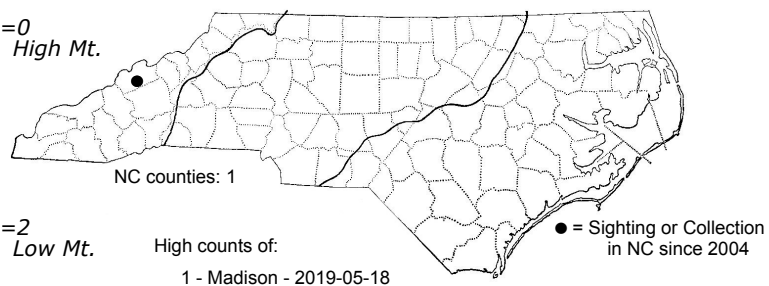 =0
High Mt.
NC counties: 1
=2
Low Mt.
High counts of:
1 - Madison - 2019-05-18
● = Sighting or Collection
in NC since 2004